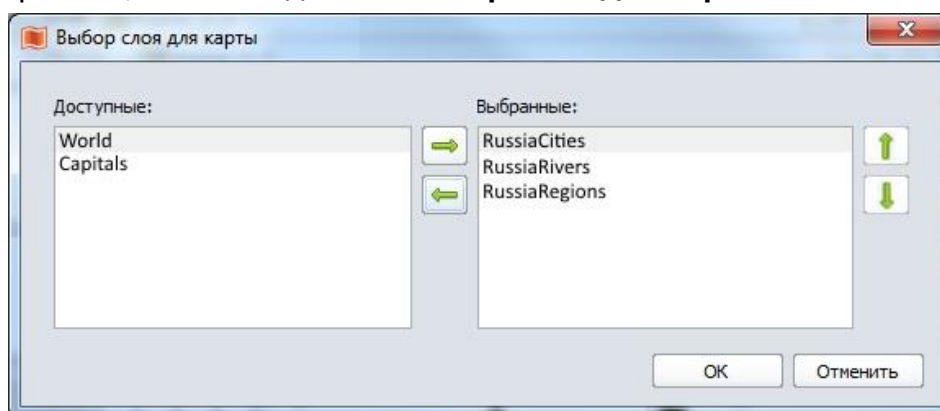 Выбор слоя для карты
Доступные:
World
Capitals
Выбранные:
RussiaCities
RussiaRivers
RussiaRegions
OK
Отменить